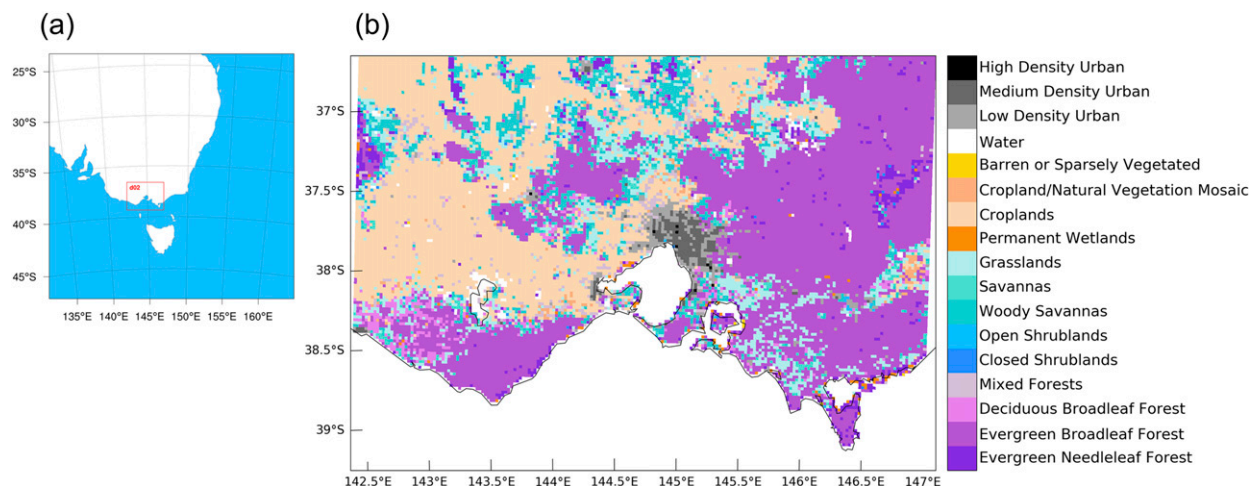 (a)
(b)
25°S
30°S
35°S
40°S
45°S
d02
135°E 140°E 145°E 150°E 155°E 160°E
37°S
37.5°S
38°S
38.5°S
39°S
142.5°E 143°E 143.5°E 144°E 144.5°E 145°E 145.5°E 146°E 146.5°E 147°E
High Density Urban
Medium Density Urban
Low Density Urban
Water
Barren or Sparsely Vegetated
Cropland/Natural Vegetation Mosaic
Croplands
Permanent Wetlands
Grasslands
Savannas
Woody Savannas
Open Shrublands
Closed Shrublands
Mixed Forests
Deciduous Broadleaf Forest
Evergreen Broadleaf Forest
Evergreen Needleleaf Forest